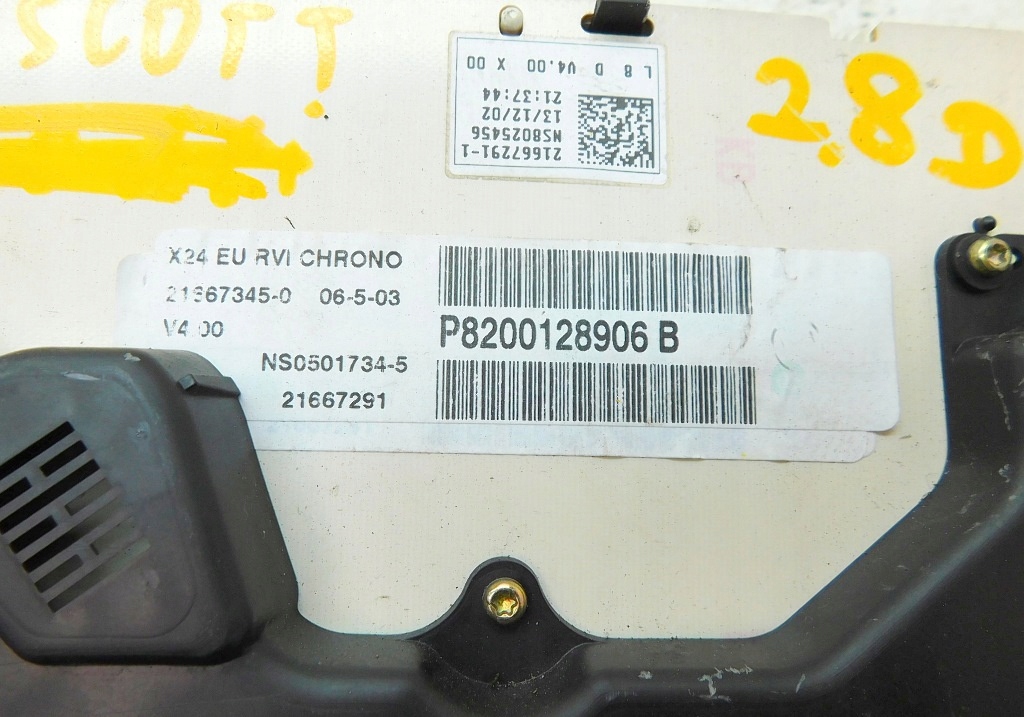 SCOTT
2.8D
21667291-1
NS8025456
13/12/02
21:37:44
L 8 D V4.00 X 00
X24 EU RVI CHRONO
21667345-0 06-5-03
V4.00
NS0501734-5
21667291
P8200128906 B